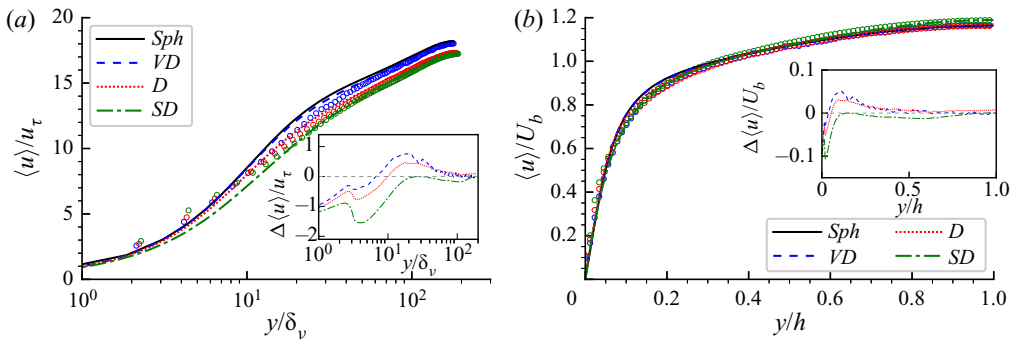 (a)
20
15
10
5
0
⟨u⟩/u_τ
Sph
VD
D
SD
10^0
10^1
10^2
y/δ_ν
1
0
−1
−2
Δ⟨u⟩/u_τ
10^0
10^1
10^2
y/δ_ν
(b)
1.2
1.0
0.8
0.6
0.4
0.2
0
⟨u⟩/U_b
0.2
0.4
0.6
0.8
1.0
y/h
0.1
0
−0.1
Δ⟨u⟩/U_b
0
0.5
1.0
y/h
Sph
D
VD
SD